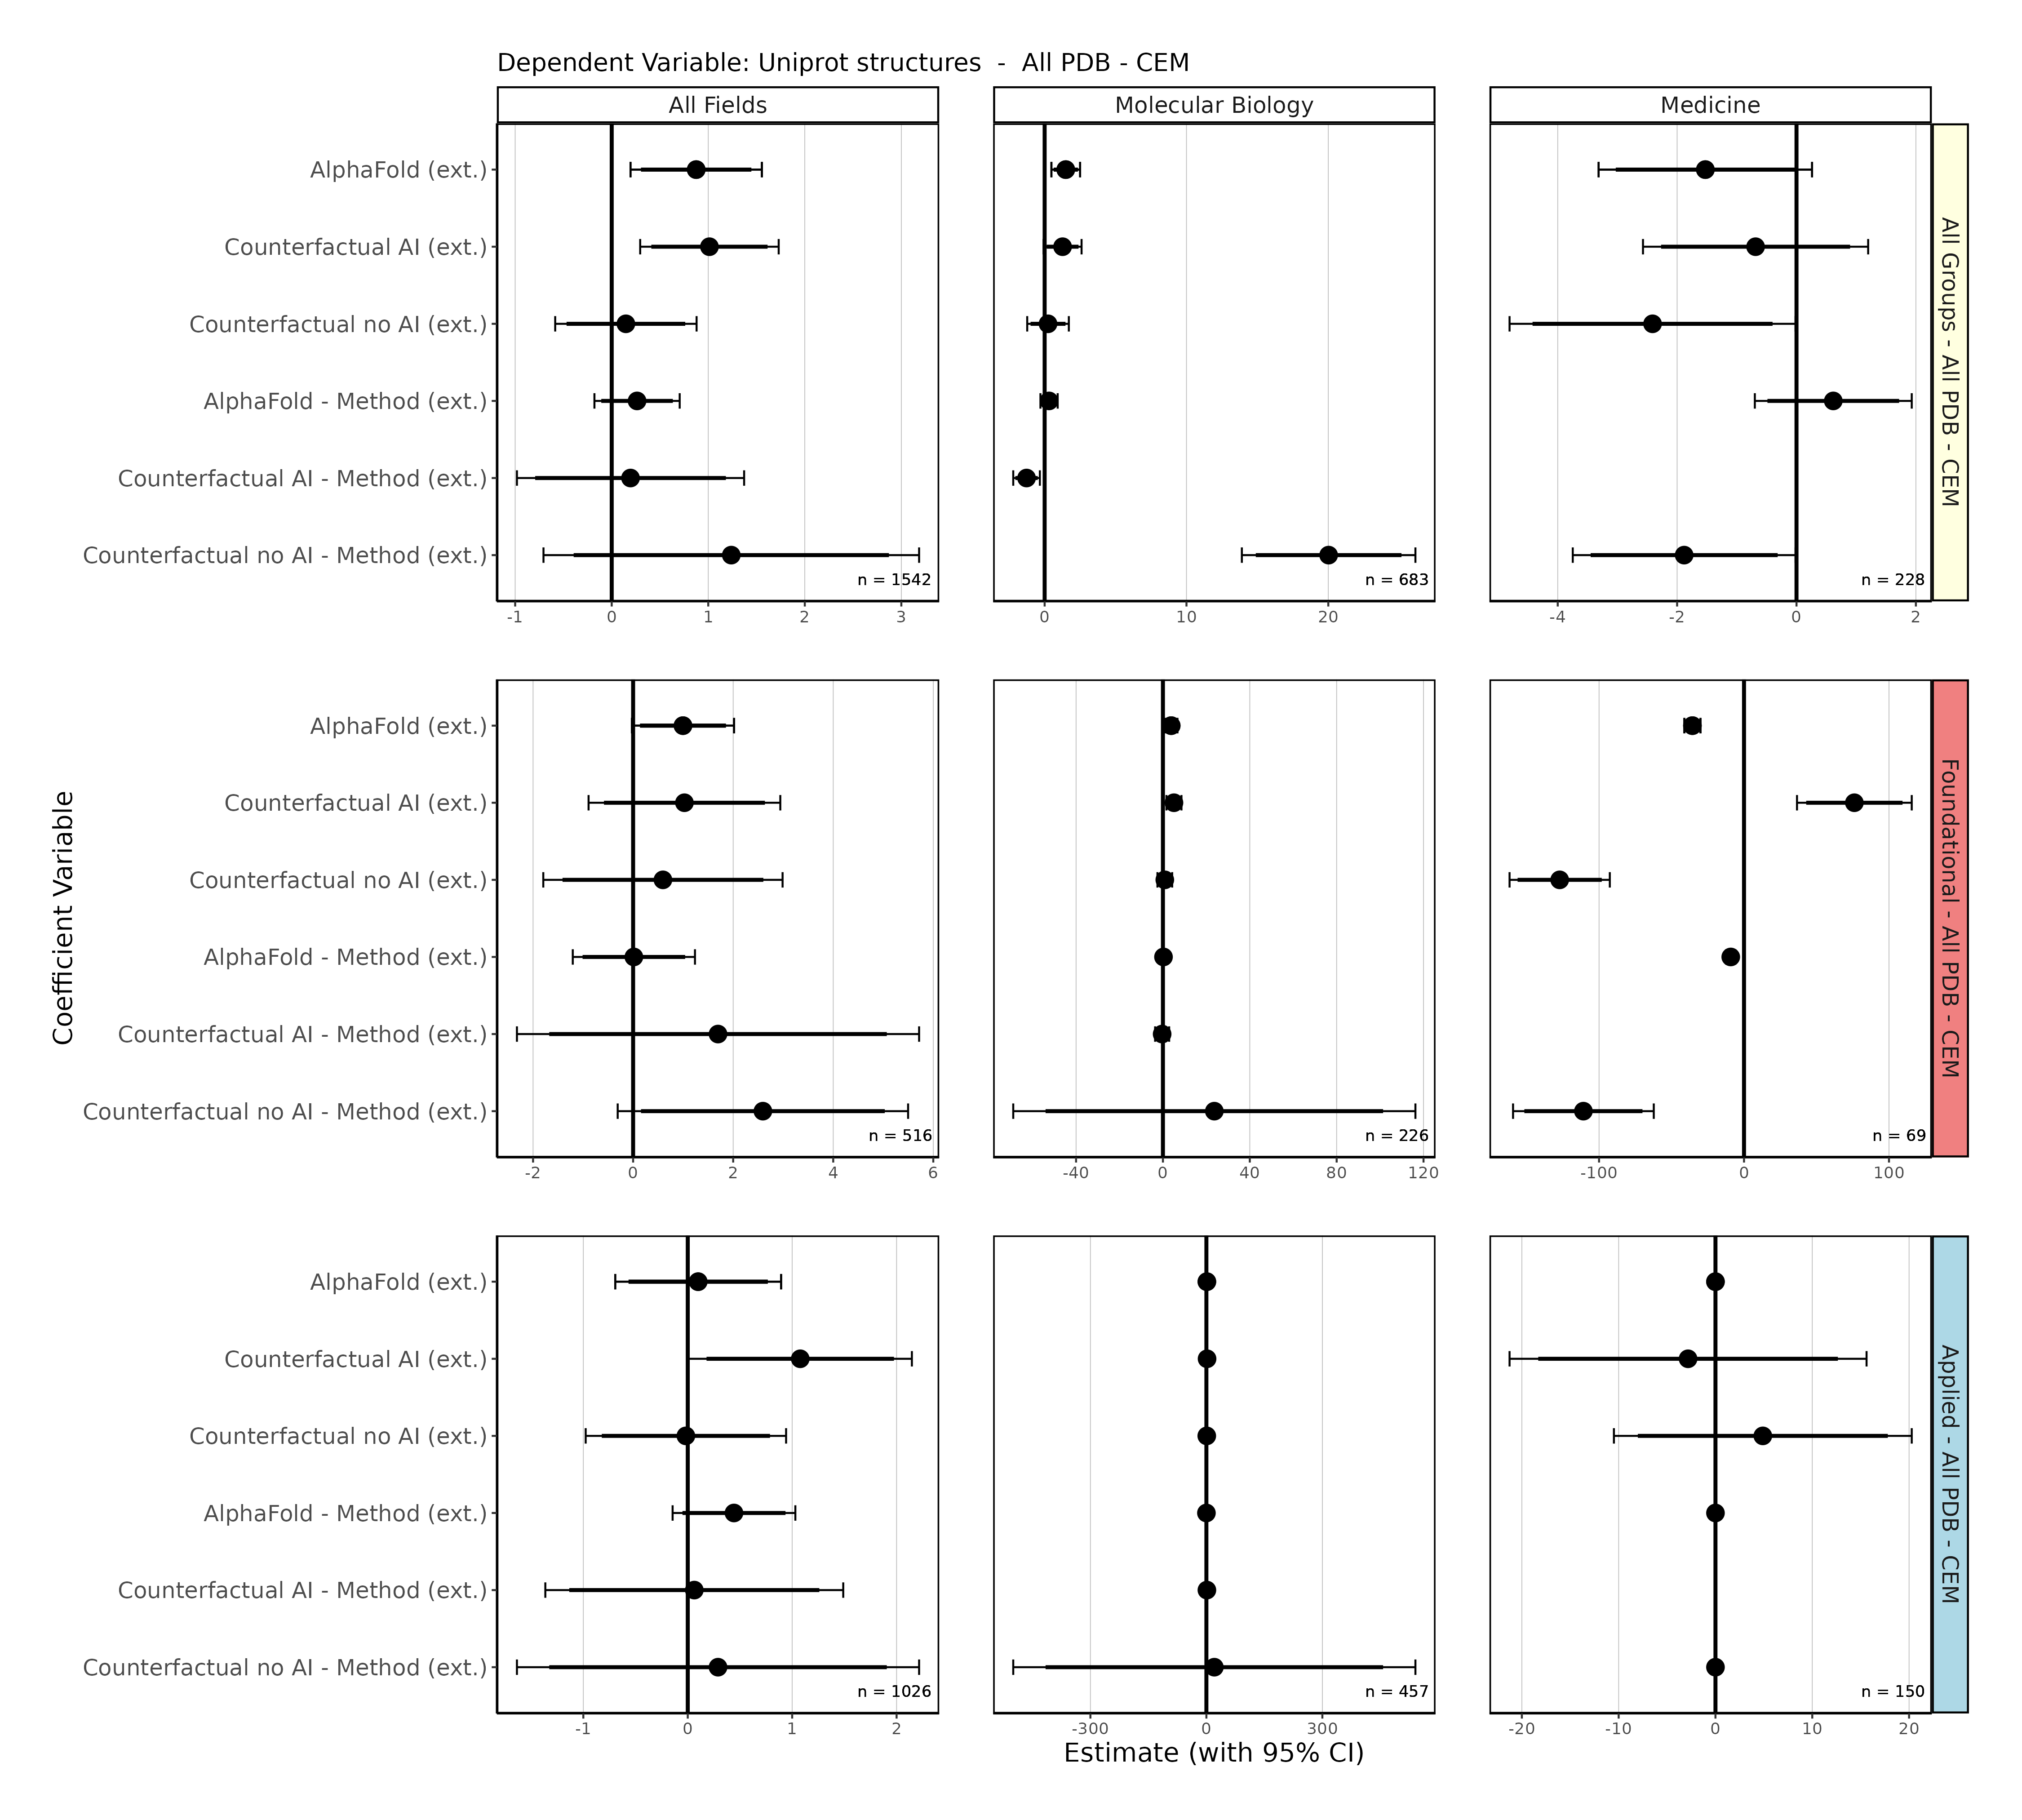 Dependent Variable: Uniprot structures - All PDB - CEM
All Fields
Molecular Biology
Medicine
AlphaFold (ext.)
Counterfactual AI (ext.)
Counterfactual no AI (ext.)
AlphaFold - Method (ext.)
Counterfactual AI - Method (ext.)
Counterfactual no AI - Method (ext.)
n = 1542
n = 683
n = 228
-1 0 1 2 3
0 10 20
-4 -2 0 2
All Groups - All PDB - CEM
Coefficient Variable
AlphaFold (ext.)
Counterfactual AI (ext.)
Counterfactual no AI (ext.)
AlphaFold - Method (ext.)
Counterfactual AI - Method (ext.)
Counterfactual no AI - Method (ext.)
n = 516
n = 226
n = 69
-2 0 2 4 6
-40 0 40 80 120
-100 0 100
Foundational - All PDB - CEM
AlphaFold (ext.)
Counterfactual AI (ext.)
Counterfactual no AI (ext.)
AlphaFold - Method (ext.)
Counterfactual AI - Method (ext.)
Counterfactual no AI - Method (ext.)
n = 1026
n = 457
n = 150
-1 0 1 2
-300 0 300
-20 -10 0 10 20
Applied - All PDB - CEM
Estimate (with 95% CI)